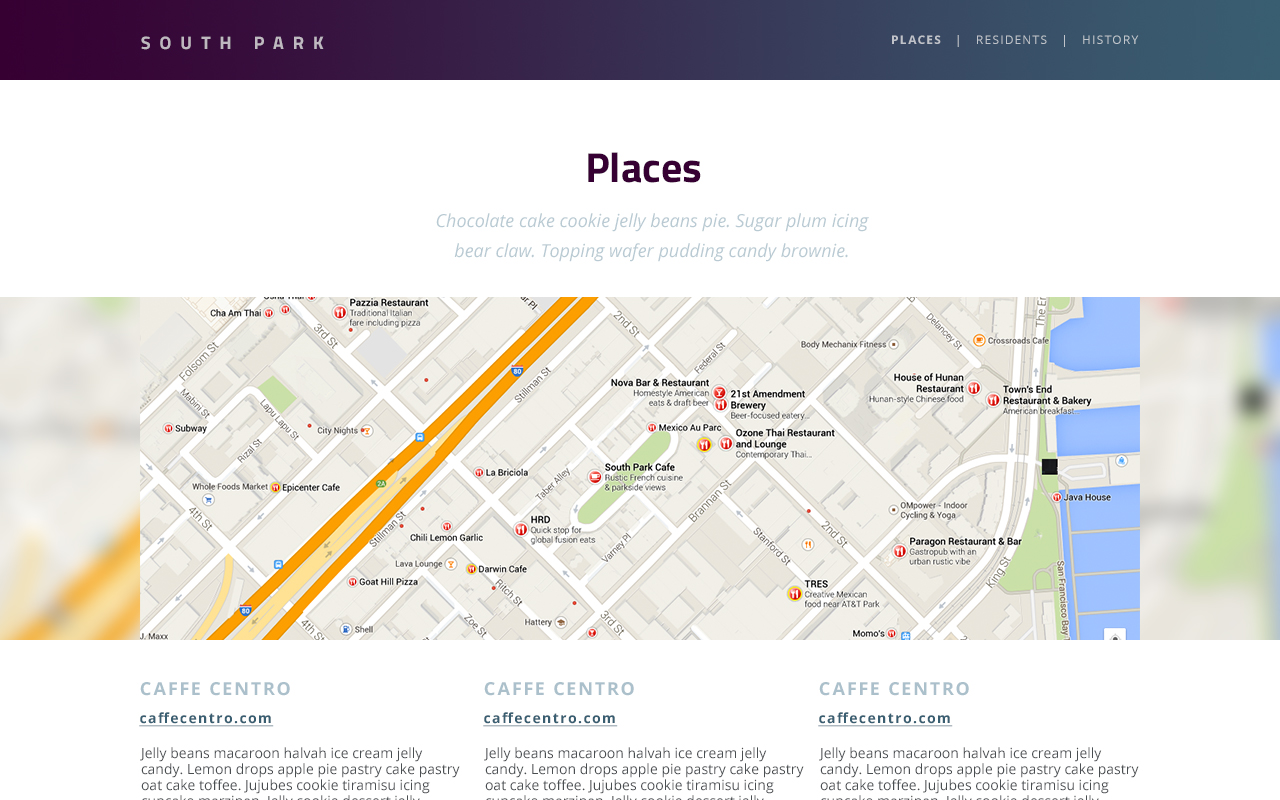 SOUTH PARK
PLACES | RESIDENTS | HISTORY
Places
Chocolate cake cookie jelly beans pie. Sugar plum icing
bear claw. Topping wafer pudding candy brownie.
Pazzia Restaurant
Traditional Italian
fare including pizza
Cha Am Thai
3rd St
Folsom St
80
Stillman St
2nd St
Federal St
Delancey St
Body Mechanix Fitness
Crossroads Cafe
Nova Bar & Restaurant
Homestyle American
eats & draft beer
21st Amendment
Brewery
Beer-focused eatery...
House of Hunan
Restaurant
Hunan-style Chinese food
Town's End
Restaurant & Bakery
American breakfast
Mabini St
Lapu Lapu St
Rizal St
Subway
City Nights
Mexico Au Parc
Ozone Thai Restaurant
and Lounge
Contemporary Thai...
La Briciola
Taber Alley
South Park Cafe
Rustic French cuisine
& parkside views
Whole Foods Market
Epicenter Cafe
2A
4th St
Stillman St
Brannan St
Java House
OMpower - Indoor
Cycling & Yoga
HRD
Quick stop for
global fusion eats
Chili Lemon Garlic
Varney Pl
Stanford St
2nd St
Paragon Restaurant & Bar
Gastropub with an
urban rustic vibe
Lava Lounge
Darwin Cafe
Goat Hill Pizza
Ritch St
King St
San Francisco Bay
TRES
Creative Mexican
food near AT&T Park
80
4th St
Zoe St
3rd St
Hattery
Shell
J. Maxx
Momo's
CAFFE CENTRO
caffecentro.com
Jelly beans macaroon halvah ice cream jelly
candy. Lemon drops apple pie pastry cake pastry
oat cake toffee. Jujubes cookie tiramisu icing
CAFFE CENTRO
caffecentro.com
Jelly beans macaroon halvah ice cream jelly
candy. Lemon drops apple pie pastry cake pastry
oat cake toffee. Jujubes cookie tiramisu icing
CAFFE CENTRO
caffecentro.com
Jelly beans macaroon halvah ice cream jelly
candy. Lemon drops apple pie pastry cake pastry
oat cake toffee. Jujubes cookie tiramisu icing